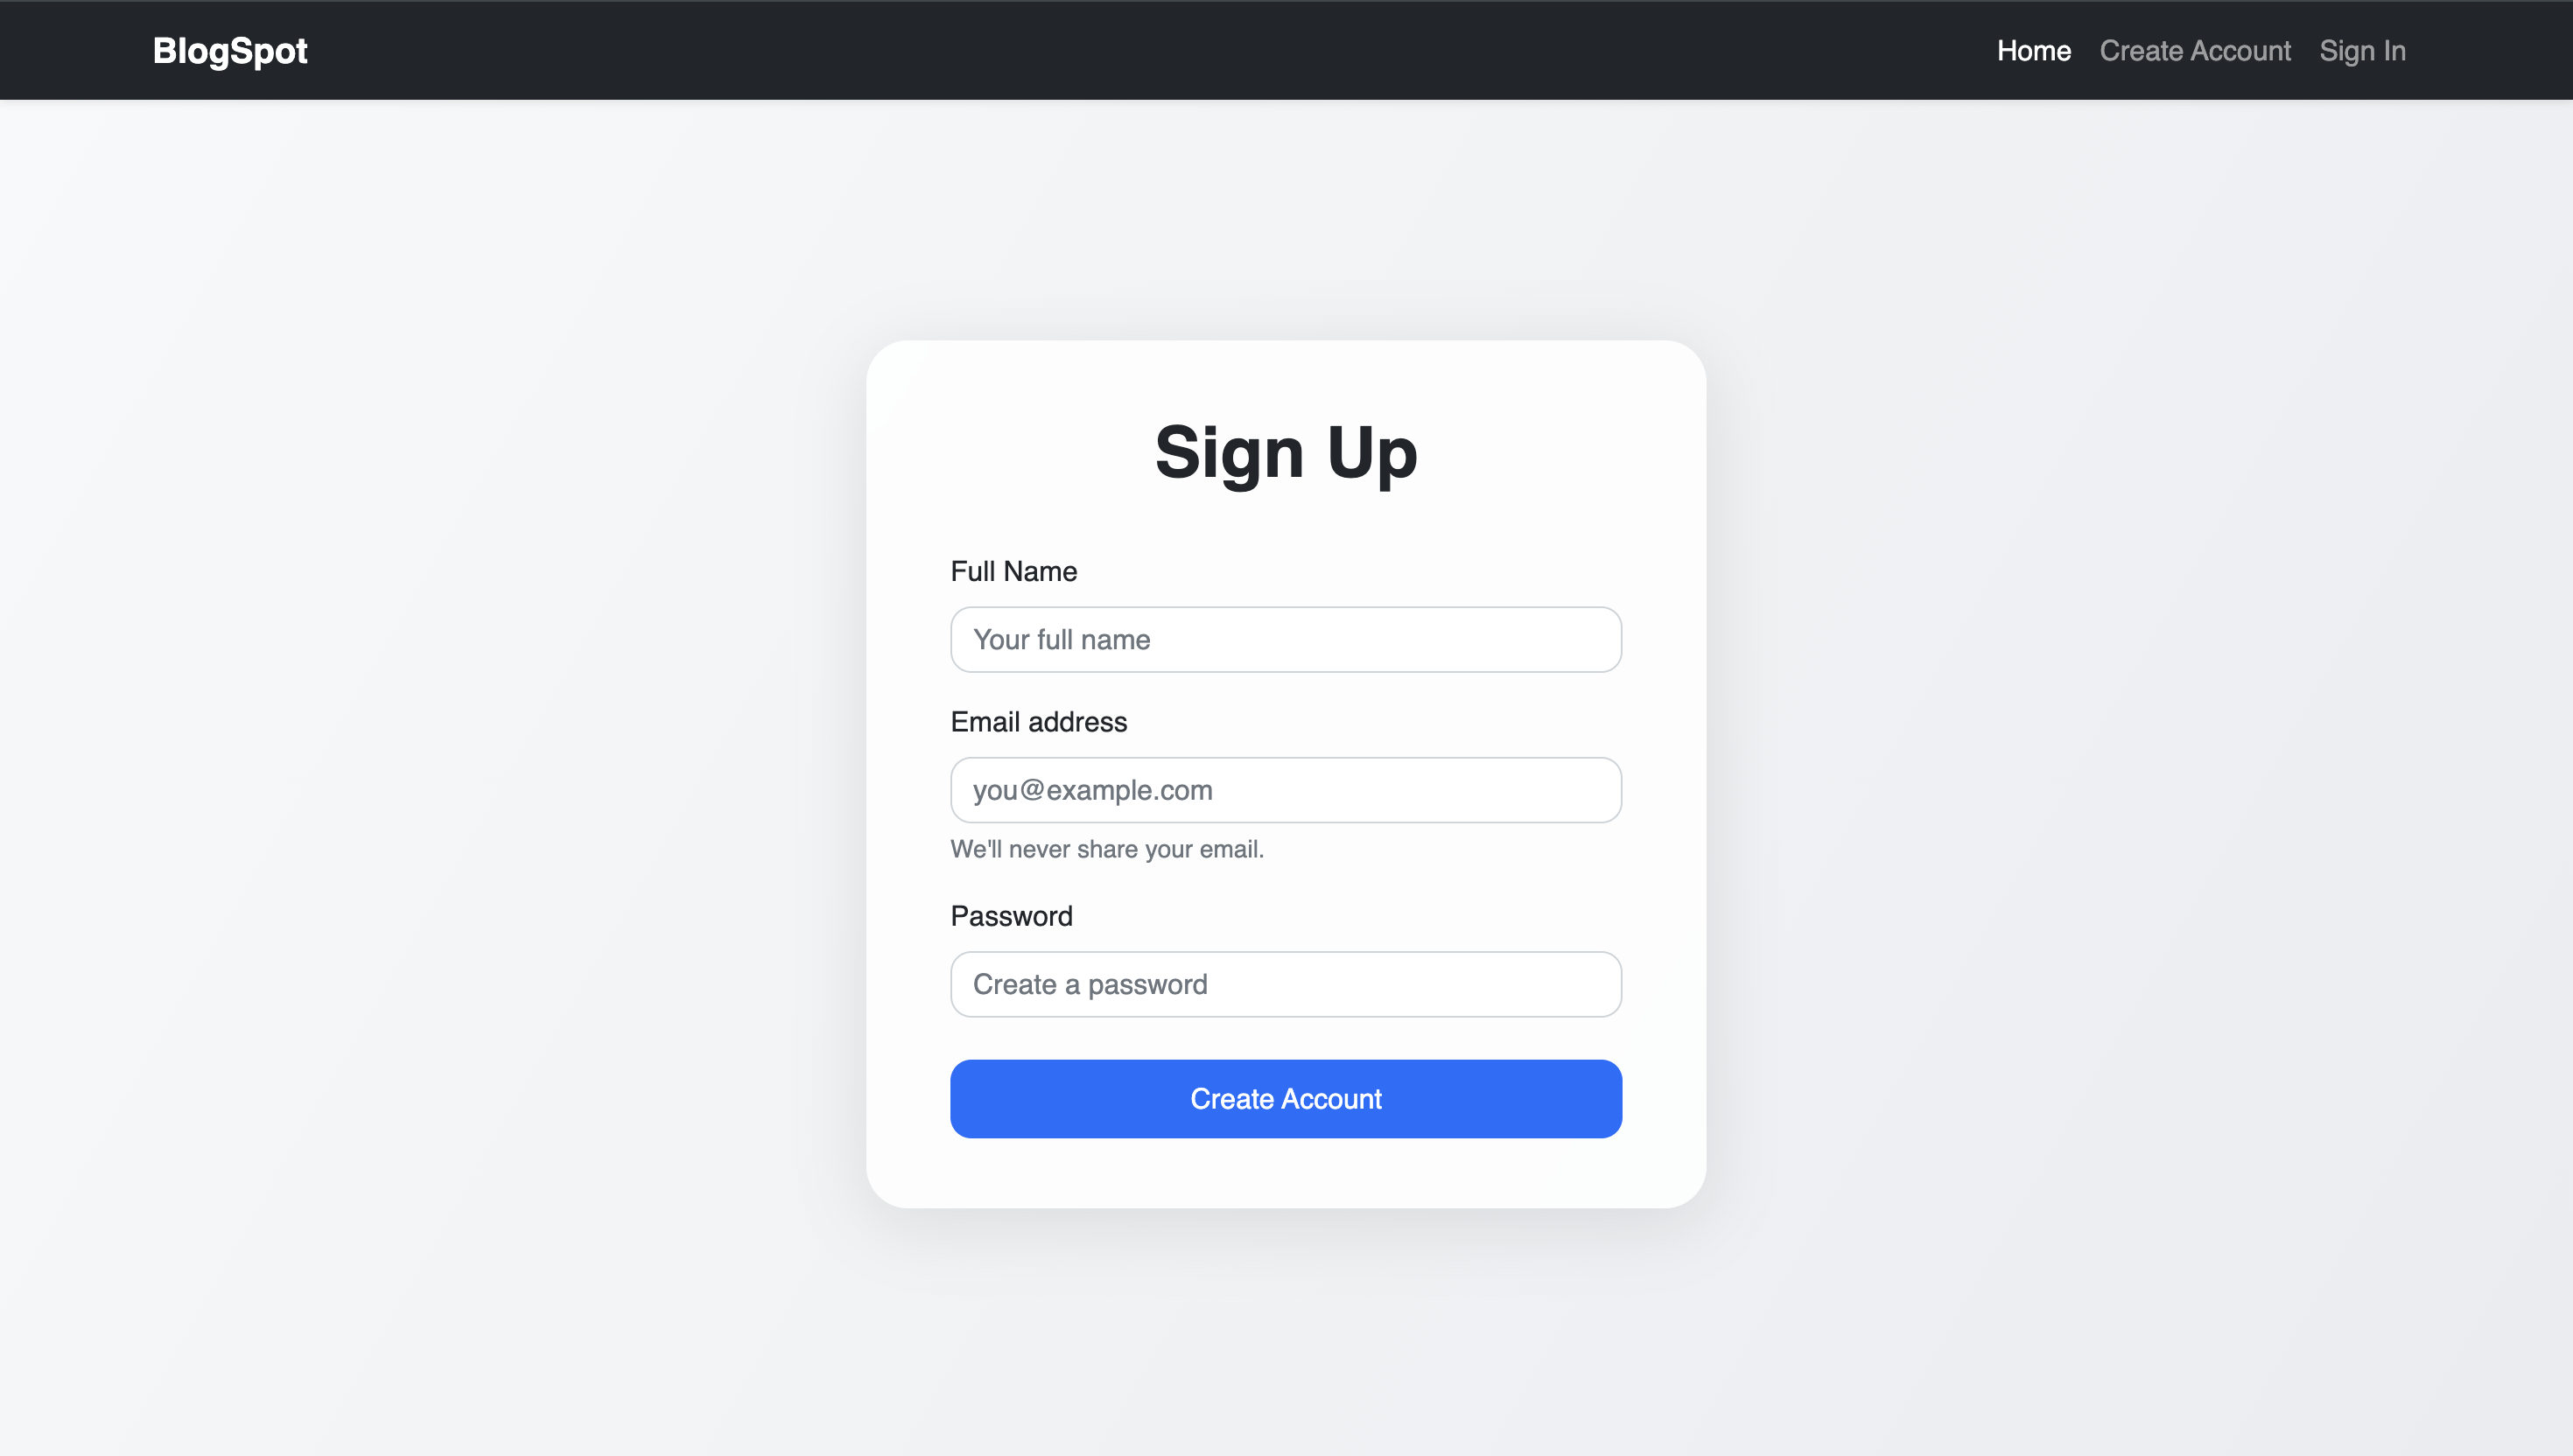 BlogSpot
Home Create Account Sign In
Sign Up
Full Name
Your full name
Email address
you@example.com
We'll never share your email.
Password
Create a password
Create Account